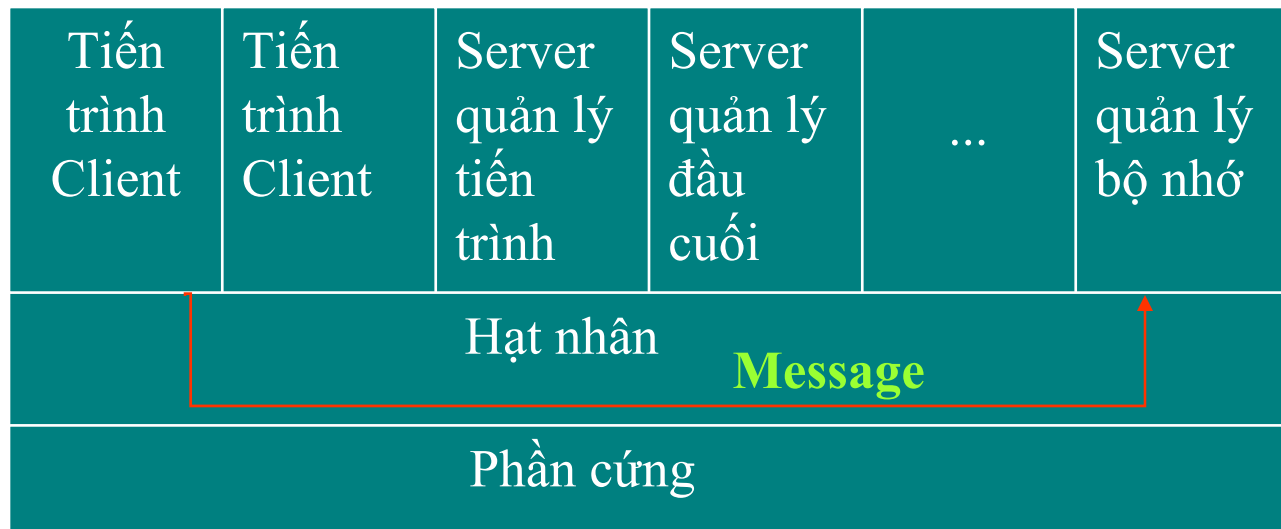 Tiến
trình
Client
Tiến
trình
Client
Server
quản lý
tiến
trình
Server
quản lý
đầu
cuối
...
Server
quản lý
bộ nhớ
Hạt nhân
Message
Phần cứng